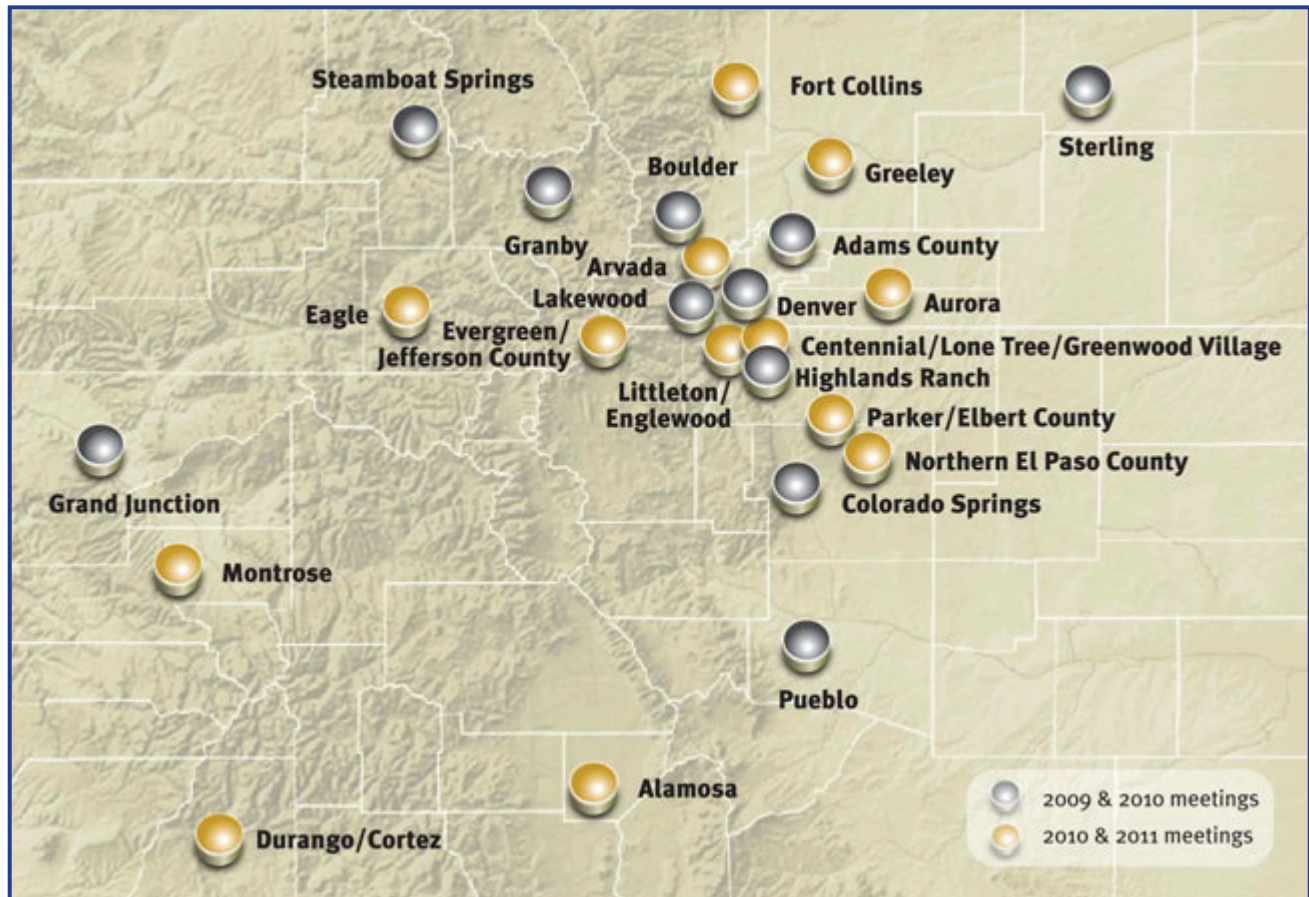 Steamboat Springs
Fort Collins
Sterling
Boulder
Greeley
Granby
Adams County
Arvada
Lakewood
Denver
Aurora
Eagle
Evergreen/
Jefferson County
Centennial/Lone Tree/Greenwood Village
Highlands Ranch
Littleton/
Englewood
Parker/Elbert County
Northern El Paso County
Grand Junction
Colorado Springs
Montrose
Pueblo
Alamosa
Durango/Cortez
2009 & 2010 meetings
2010 & 2011 meetings